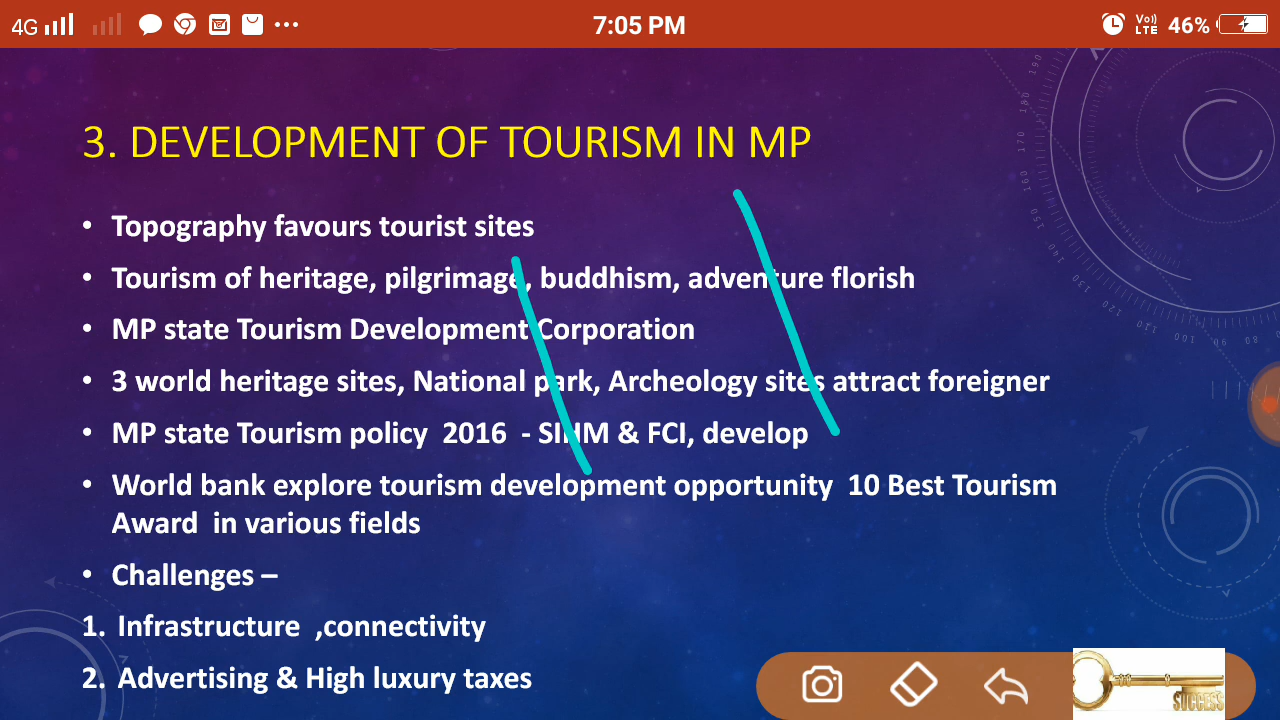 4G 7:05 PM Vo)) LTE 46%
3. DEVELOPMENT OF TOURISM IN MP
• Topography favours tourist sites
• Tourism of heritage, pilgrimage, buddhism, adventure florish
• MP state Tourism Development Corporation
• 3 world heritage sites, National park, Archeology sites attract foreigner
• MP state Tourism policy 2016 - SIHM & FCI, develop
• World bank explore tourism development opportunity 10 Best Tourism
Award in various fields
• Challenges –
1. Infrastructure ,connectivity
2. Advertising & High luxury taxes
SUCCESS